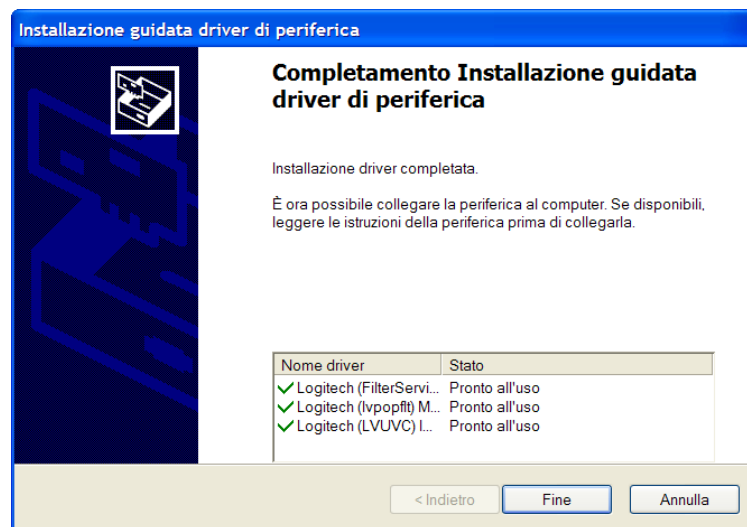 Installazione guidata driver di periferica
Completamento Installazione guidata
driver di periferica
Installazione driver completata.
È ora possibile collegare la periferica al computer. Se disponibili,
leggere le istruzioni della periferica prima di collegarla.
Nome driver Stato
Logitech (FilterServi... Pronto all'uso
Logitech (lvpopflt) M... Pronto all'uso
Logitech (LVUVC) I... Pronto all'uso
< Indietro Fine Annulla